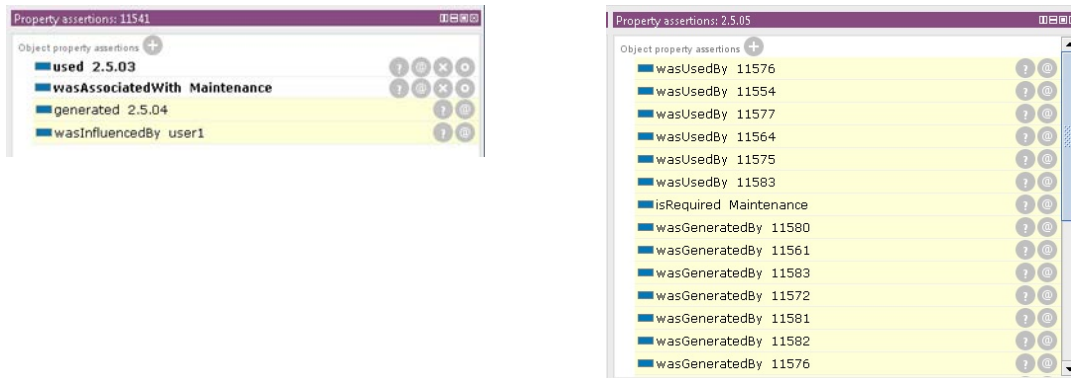 Property assertions: 11541
Object property assertions
used 2.5.03
wasAssociatedWith Maintenance
generated 2.5.04
wasInfluencedBy user1
Property assertions: 2.5.05
Object property assertions
wasUsedBy 11576
wasUsedBy 11554
wasUsedBy 11577
wasUsedBy 11564
wasUsedBy 11575
wasUsedBy 11583
isRequired Maintenance
wasGeneratedBy 11580
wasGeneratedBy 11561
wasGeneratedBy 11583
wasGeneratedBy 11572
wasGeneratedBy 11581
wasGeneratedBy 11582
wasGeneratedBy 11576